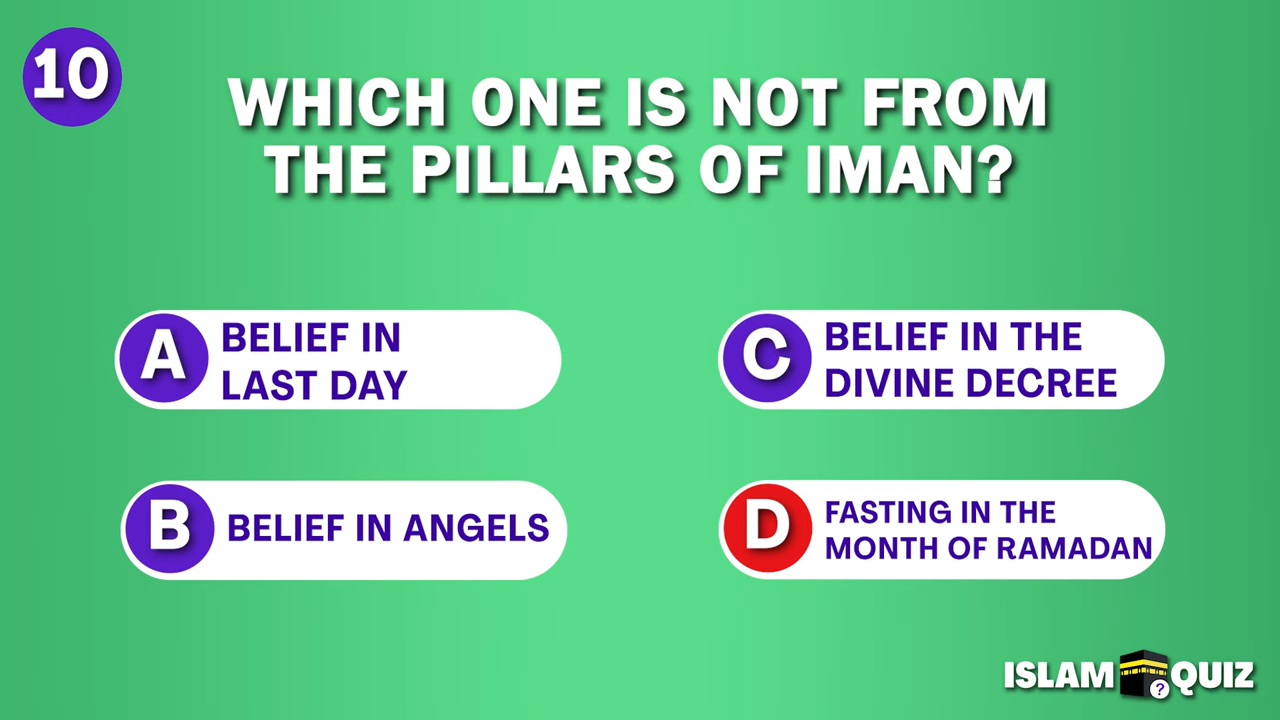 10
WHICH ONE IS NOT FROM
THE PILLARS OF IMAN?
A
BELIEF IN
LAST DAY
B
BELIEF IN ANGELS
C
BELIEF IN THE
DIVINE DECREE
D
FASTING IN THE
MONTH OF RAMADAN
ISLAM ? QUIZ